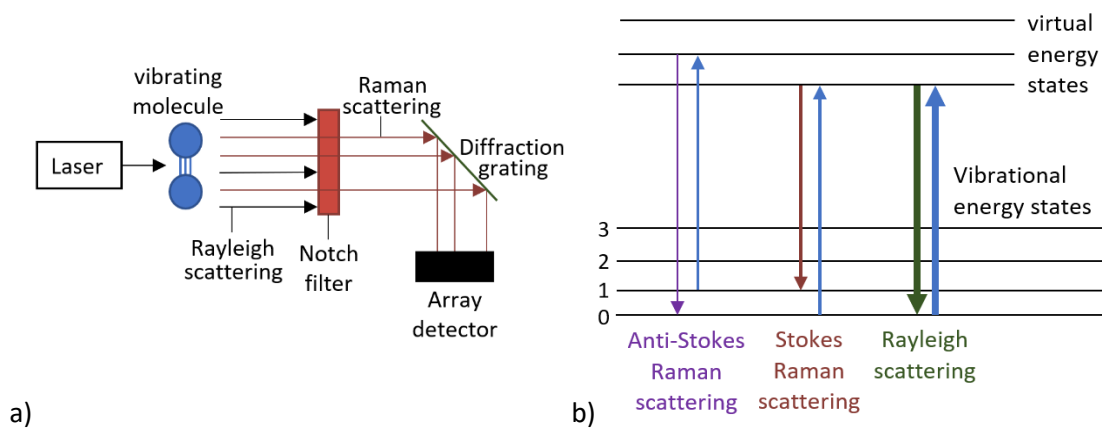 vibrating
molecule
Laser
Raman
scattering
Diffraction
grating
Rayleigh
scattering
Notch
filter
Array
detector
a)
virtual
energy
states
Vibrational
energy states
3
2
1
0
Anti-Stokes
Raman
scattering
Stokes
Raman
scattering
Rayleigh
scattering
b)